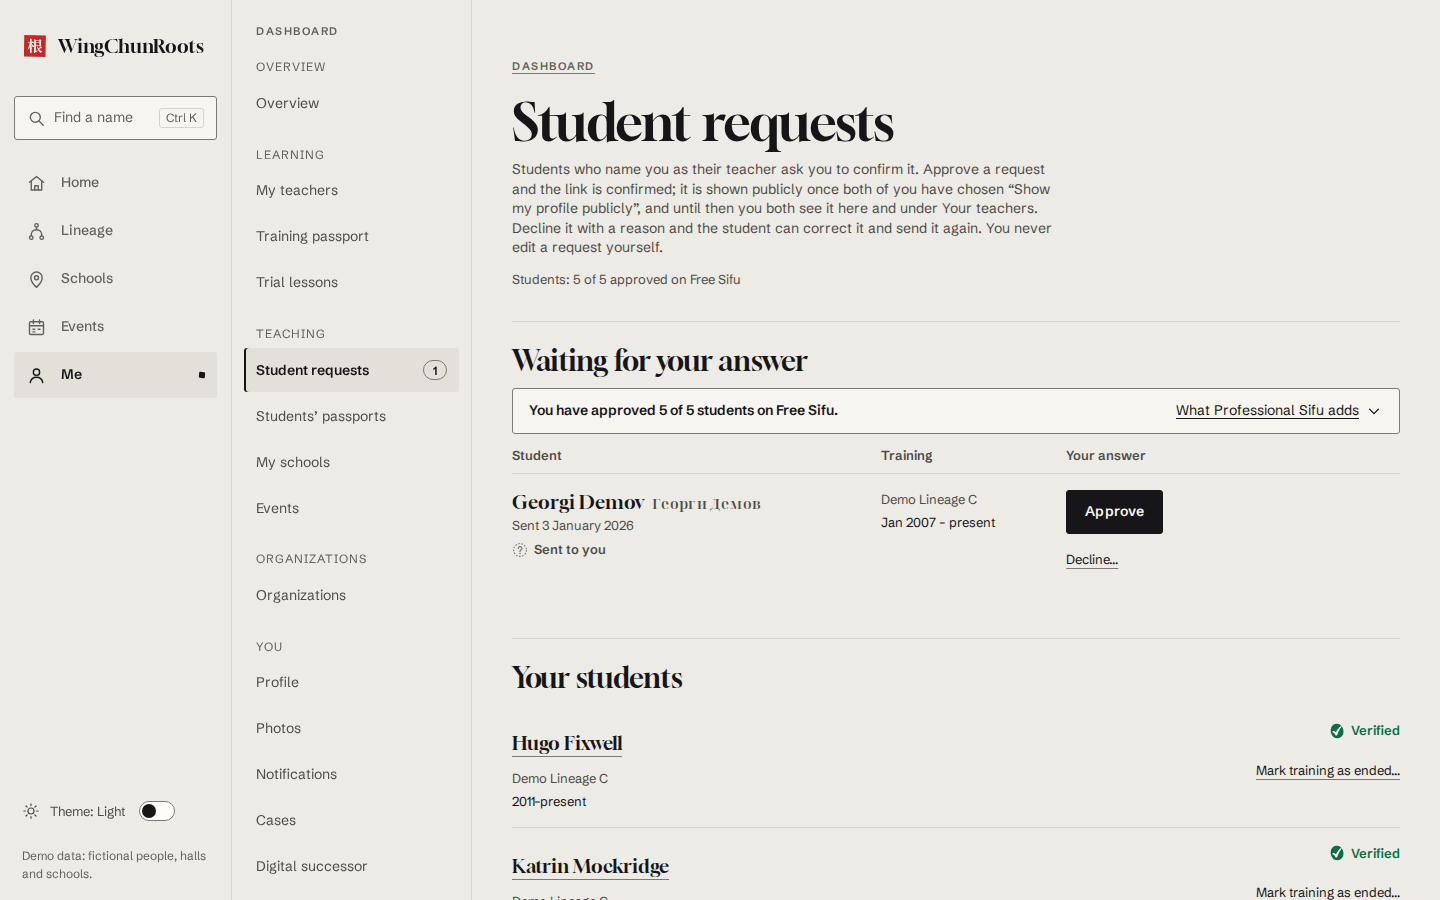 根 WingChunRoots
Find a name Ctrl K
Home
Lineage
Schools
Events
Me
Theme: Light
Demo data: fictional people, halls
and schools.
DASHBOARD
OVERVIEW
Overview
LEARNING
My teachers
Training passport
Trial lessons
TEACHING
Student requests 1
Students’ passports
My schools
Events
ORGANIZATIONS
Organizations
YOU
Profile
Photos
Notifications
Cases
Digital successor
DASHBOARD
Student requests
Students who name you as their teacher ask you to confirm it. Approve a request
and the link is confirmed; it is shown publicly once both of you have chosen “Show
my profile publicly”, and until then you both see it here and under Your teachers.
Decline it with a reason and the student can correct it and send it again. You never
edit a request yourself.
Students: 5 of 5 approved on Free Sifu
Waiting for your answer
You have approved 5 of 5 students on Free Sifu. What Professional Sifu adds
Student Training Your answer
Georgi Demov Георги Демов
Sent 3 January 2026
? Sent to you
Demo Lineage C
Jan 2007 – present
Approve
Decline…
Your students
Hugo Fixwell
Demo Lineage C
2011–present
Verified
Mark training as ended…
Katrin Mockridge
Demo Lineage C
Verified
Mark training as ended…